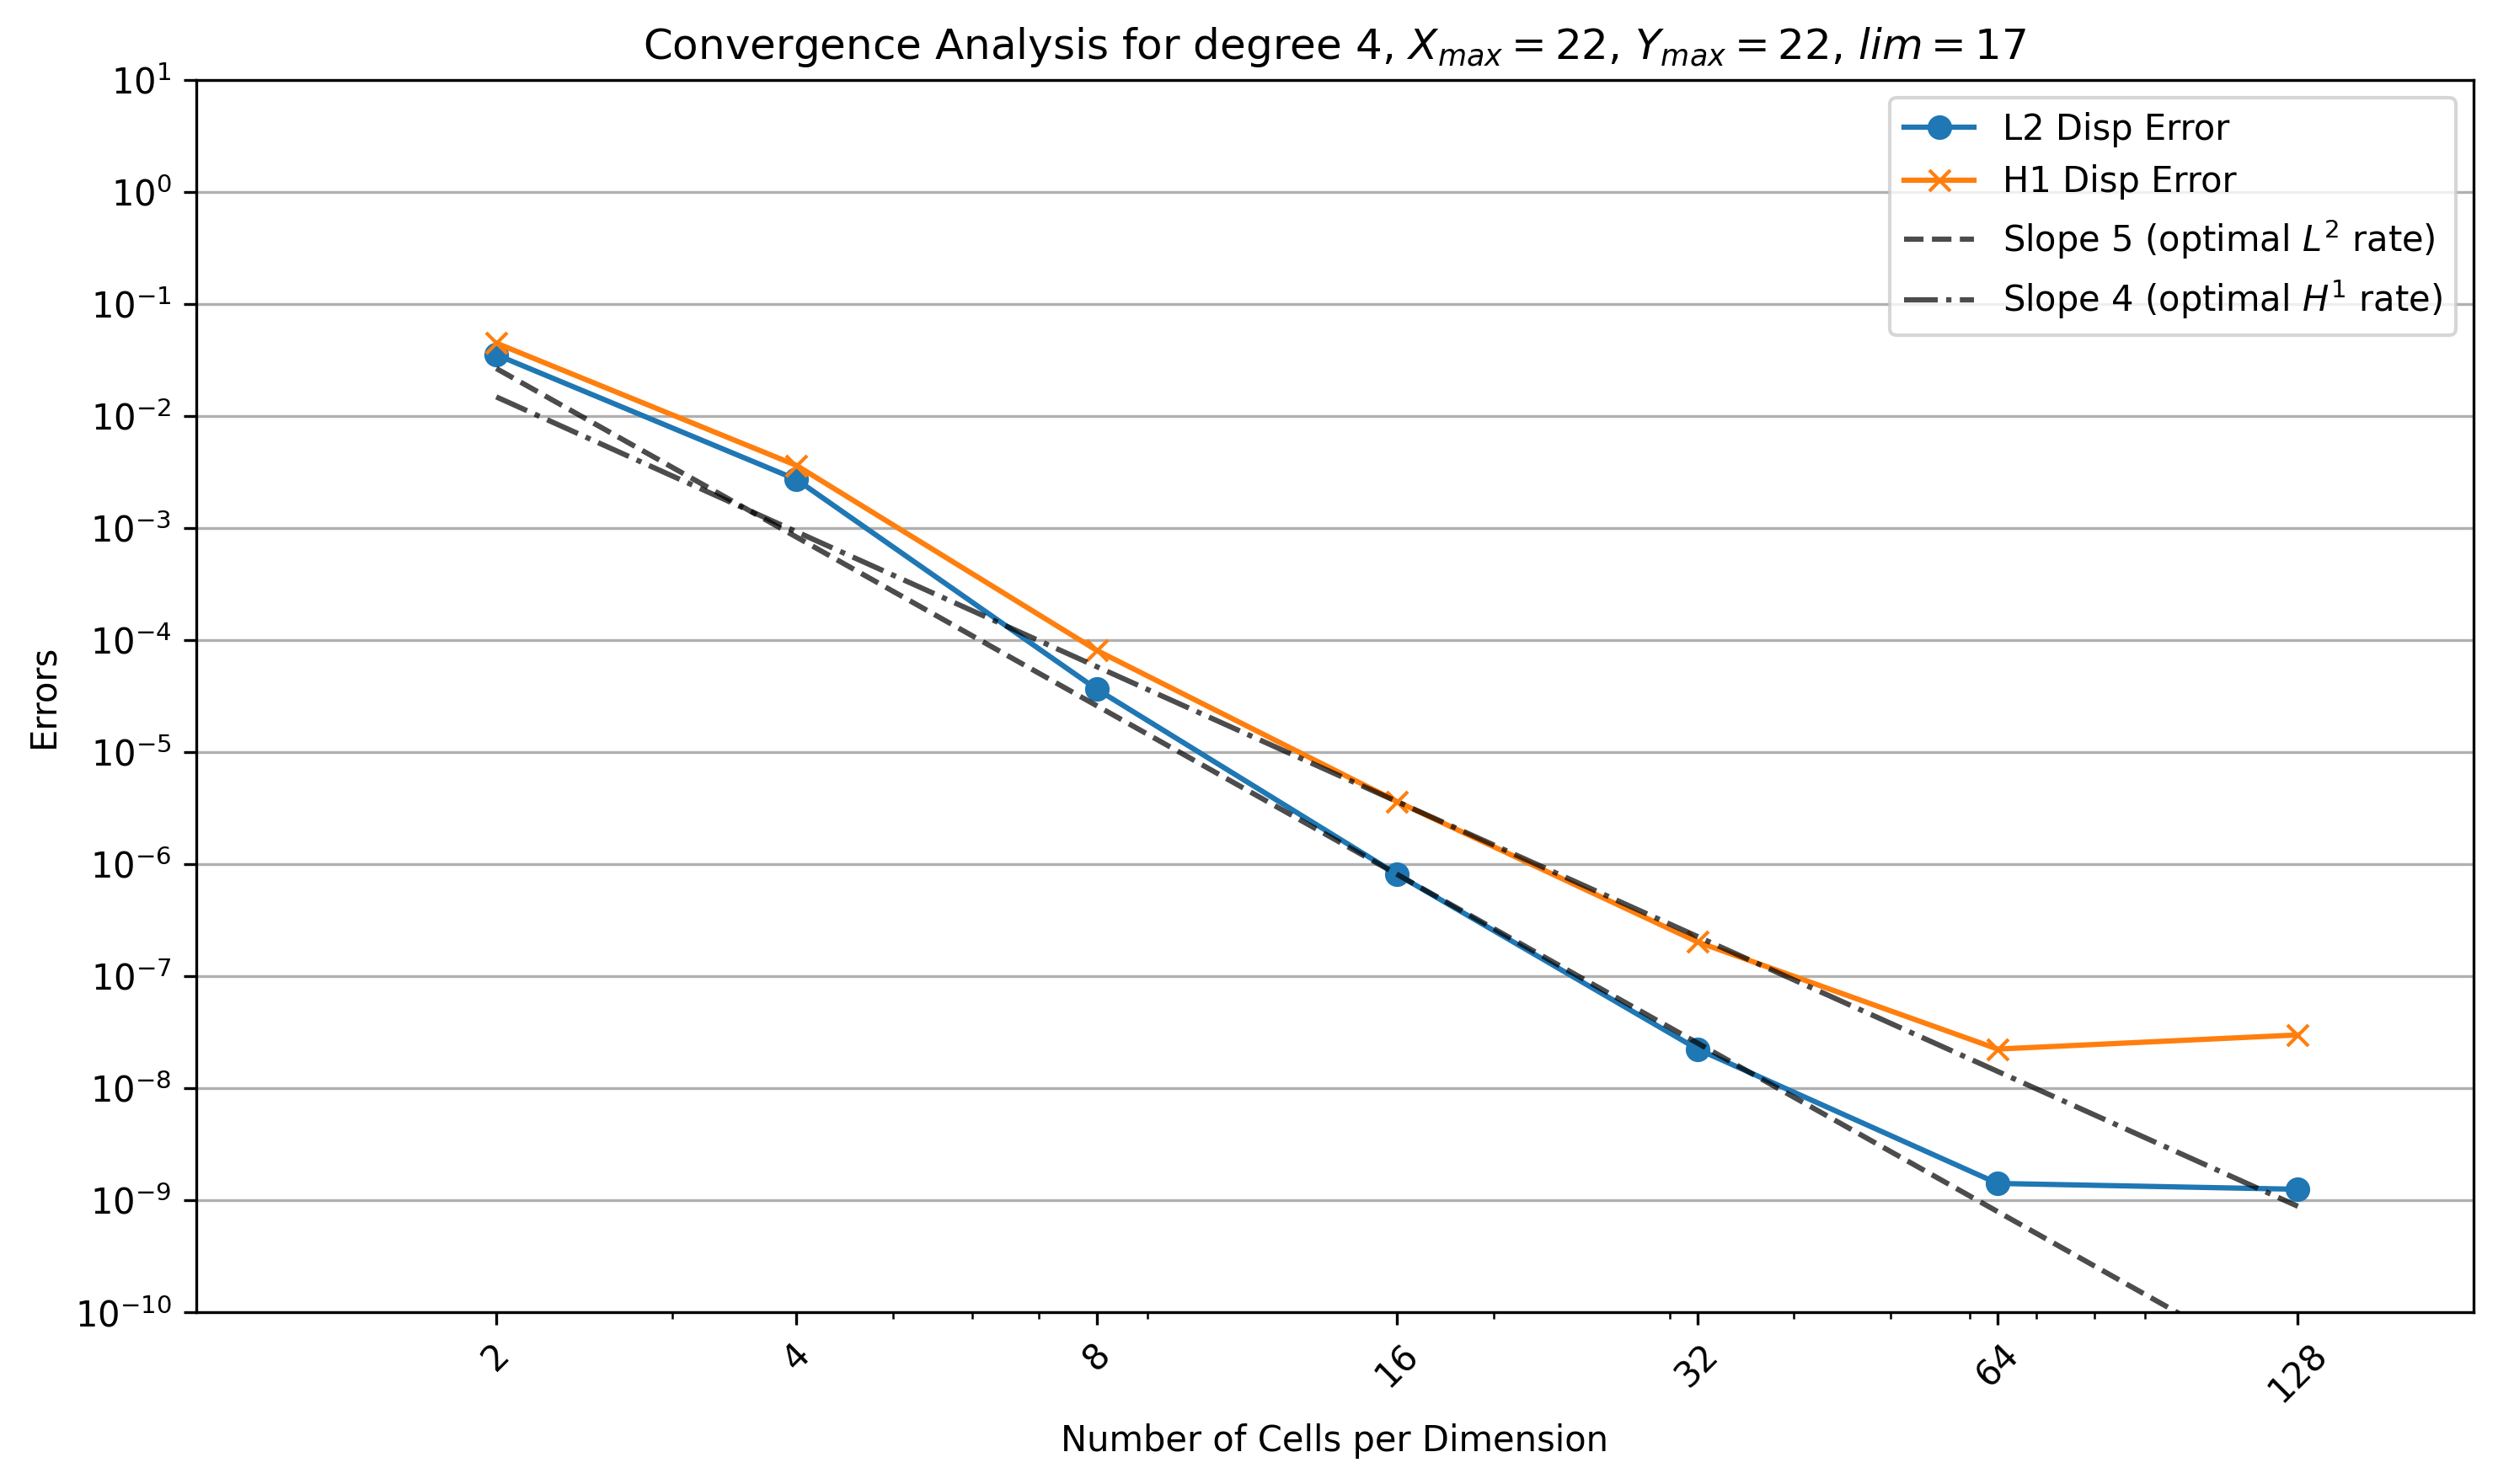 Convergence Analysis for degree 4, $X_{max} = 22$, $Y_{max} = 22$, $lim = 17$
L2 Disp Error
H1 Disp Error
Slope 5 (optimal $L^2$ rate)
Slope 4 (optimal $H^1$ rate)
Errors
$10^{1}$
$10^{0}$
$10^{-1}$
$10^{-2}$
$10^{-3}$
$10^{-4}$
$10^{-5}$
$10^{-6}$
$10^{-7}$
$10^{-8}$
$10^{-9}$
$10^{-10}$
2
4
8
16
32
64
128
Number of Cells per Dimension